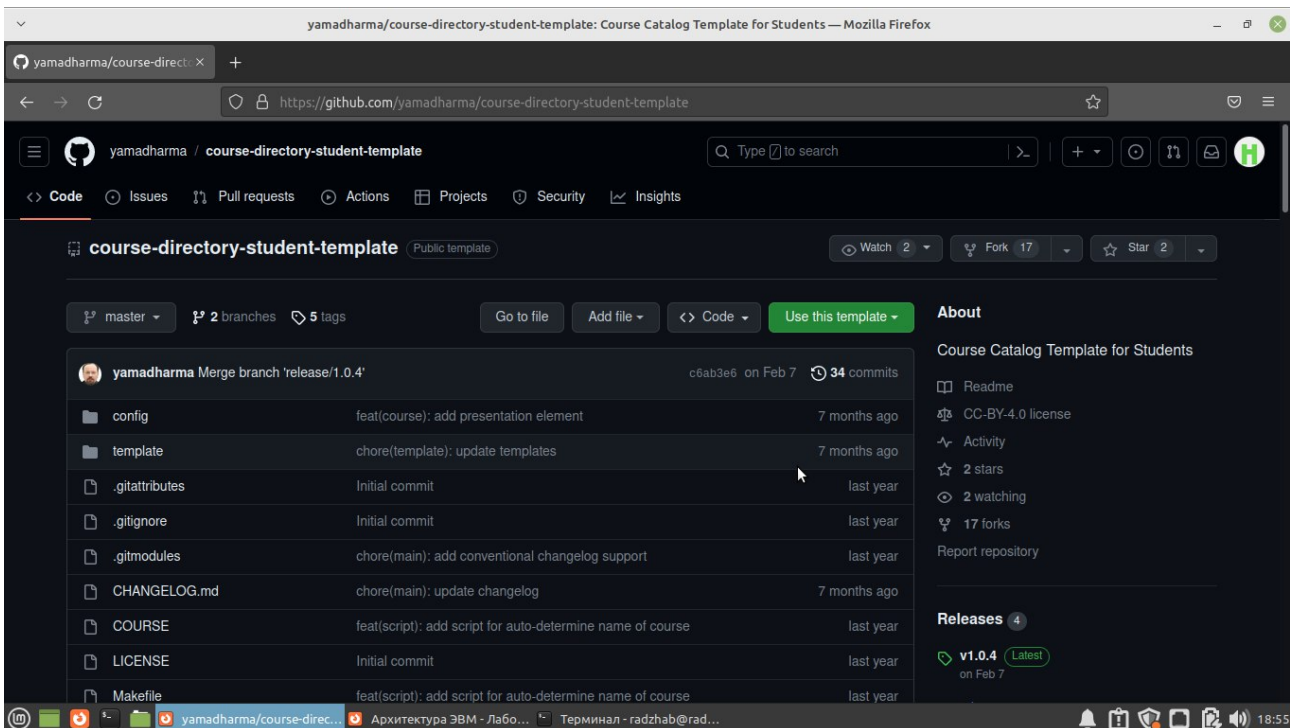 yamadharma/course-directory-student-template: Course Catalog Template for Students — Mozilla Firefox
yamadharma/course-directo
https://github.com/yamadharma/course-directory-student-template
yamadharma / course-directory-student-template
Type / to search
Code Issues Pull requests Actions Projects Security Insights
course-directory-student-template Public template
Watch 2 Fork 17 Star 2
master 2 branches 5 tags Go to file Add file Code Use this template
yamadharma Merge branch 'release/1.0.4' c6ab3e6 on Feb 7 34 commits
config feat(course): add presentation element 7 months ago
template chore(template): update templates 7 months ago
.gitattributes Initial commit last year
.gitignore Initial commit last year
.gitmodules chore(main): add conventional changelog support last year
CHANGELOG.md chore(main): update changelog 7 months ago
COURSE feat(script): add script for auto-determine name of course last year
LICENSE Initial commit last year
Makefile feat(script): add script for auto-determine name of course last year
About
Course Catalog Template for Students
Readme
CC-BY-4.0 license
Activity
2 stars
2 watching
17 forks
Report repository
Releases 4
v1.0.4 Latest
on Feb 7
yamadharma/course-direc... Архитектура ЭВМ - Лабо... Терминал - radzhab@rad... 18:55